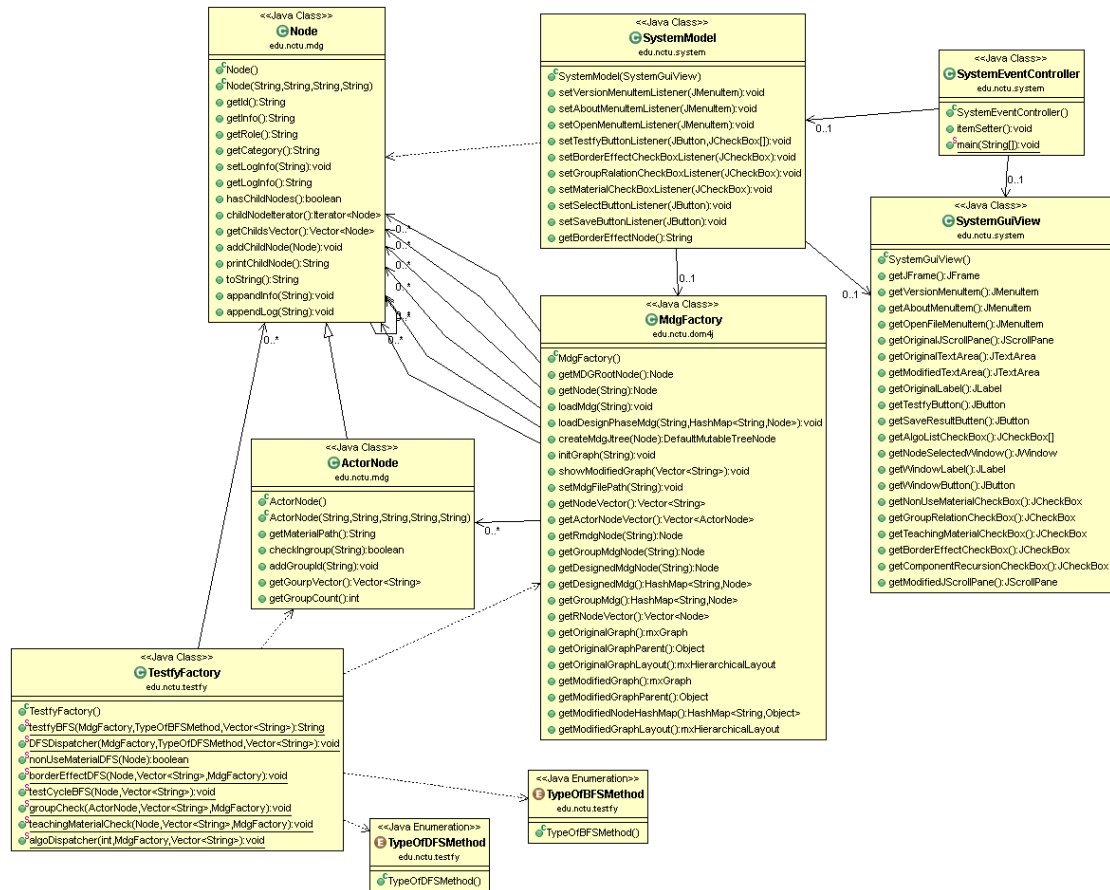 <<Java Class>>
Node
edu.nctu.mdg
Node()
Node(String,String,String,String)
getId():String
getInfo():String
getRole():String
getCategory():String
setLogInfo(String):void
getLogInfo():String
hasChildNodes():boolean
childNodeIterator():Iterator<Node>
getChildsVector():Vector<Node>
addChildNode(Node):void
printChildNode():String
toString():String
appandInfo(String):void
appendLog(String):void
<<Java Class>>
SystemModel
edu.nctu.system
SystemModel(SystemGuiView)
setVersionMenuItemListener(JMenuItem):void
setAboutMenuItemListener(JMenuItem):void
setOpenMenuItemListener(JMenuItem):void
setTestfyButtonListener(JButton,JCheckBox[]):void
setBorderEffectCheckBoxListener(JCheckBox):void
setGroupRalationCheckBoxListener(JCheckBox):void
setMaterialCheckBoxListener(JCheckBox):void
setSelectButtonListener(JButton):void
setSaveButtonListener(JButton):void
getBorderEffectNode():String
<<Java Class>>
SystemEventController
edu.nctu.system
SystemEventController()
itemSetter():void
main(String[]):void
0..1
0..1
<<Java Class>>
SystemGuiView
edu.nctu.system
SystemGuiView()
getJFrame():JFrame
getVersionMenuItem():JMenuItem
getAboutMenuItem():JMenuItem
getOpenFileMenuItem():JMenuItem
getOriginalJScrollPane():JScrollPane
getOriginalTextArea():JTextArea
getModifiedTextArea():JTextArea
getOriginalLabel():JLabel
getTestfyButton():JButton
getSaveResultButten():JButton
getAlgoListCheckBox():JCheckBox[]
getNodeSelectedWindow():JWindow
getWindowLabel():JLabel
getWindowButton():JButton
getNonUseMaterialCheckBox():JCheckBox
getGroupRelationCheckBox():JCheckBox
getTeachingMaterialCheckBox():JCheckBox
getBorderEffectCheckBox():JCheckBox
getComponentRecursionCheckBox():JCheckBox
getModifiedJScrollPane():JScrollPane
0..1
0..1
0..*
0..*
0..*
0..*
0..*
0..*
0..*
<<Java Class>>
MdgFactory
edu.nctu.dom4j
MdgFactory()
getMDGRootNode():Node
getNode(String):Node
loadMdg(String):void
loadDesignPhaseMdg(String,HashMap<String,Node>):void
createMdgJtree(Node):DefaultMutableTreeNode
initGraph(String):void
showModifiedGraph(Vector<String>):void
setMdgFilePath(String):void
getNodeVector():Vector<String>
getActorNodeVector():Vector<ActorNode>
getRmdgNode(String):Node
getGroupMdgNode(String):Node
getDesignedMdgNode(String):Node
getDesignedMdg():HashMap<String,Node>
getGroupMdg():HashMap<String,Node>
getRNodeVector():Vector<Node>
getOriginalGraph():mxGraph
getOriginalGraphParent():Object
getOriginalGraphLayout():mxHierarchicalLayout
getModifiedGraph():mxGraph
getModifiedGraphParent():Object
getModifiedNodeHashMap():HashMap<String,Object>
getModifiedGraphLayout():mxHierarchicalLayout
<<Java Class>>
ActorNode
edu.nctu.mdg
ActorNode()
ActorNode(String,String,String,String,String)
getMaterialPath():String
checkIngroup(String):boolean
addGroupId(String):void
getGourpVector():Vector<String>
getGroupCount():int
0..*
<<Java Class>>
TestfyFactory
edu.nctu.testfy
TestfyFactory()
testfyBFS(MdgFactory,TypeOfBFSMethod,Vector<String>):String
DFSDispatcher(MdgFactory,TypeOfDFSMethod,Vector<String>):void
nonUseMaterialDFS(Node):boolean
borderEffectDFS(Node,Vector<String>,MdgFactory):void
testCycleBFS(Node,Vector<String>):void
groupCheck(ActorNode,Vector<String>,MdgFactory):void
teachingMaterialCheck(Node,Vector<String>,MdgFactory):void
algoDispatcher(int,MdgFactory,Vector<String>):void
<<Java Enumeration>>
TypeOfBFSMethod
edu.nctu.testfy
TypeOfBFSMethod()
<<Java Enumeration>>
TypeOfDFSMethod
edu.nctu.testfy
TypeOfDFSMethod()